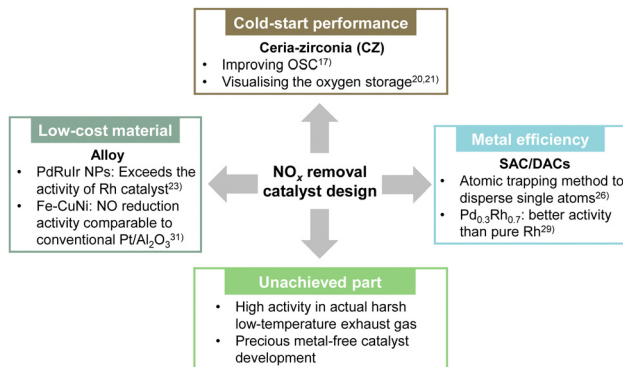 Cold-start performance
Ceria-zirconia (CZ)
• Improving OSC17)
• Visualising the oxygen storage20,21)
Low-cost material
Alloy
• PdRuIr NPs: Exceeds the
activity of Rh catalyst23)
• Fe-CuNi: NO reduction
activity comparable to
conventional Pt/Al2O331)
NOx removal
catalyst design
Metal efficiency
SAC/DACs
• Atomic trapping method to
disperse single atoms26)
• Pd0.3Rh0.7: better activity
than pure Rh29)
Unachieved part
• High activity in actual harsh
low-temperature exhaust gas
• Precious metal-free catalyst
development